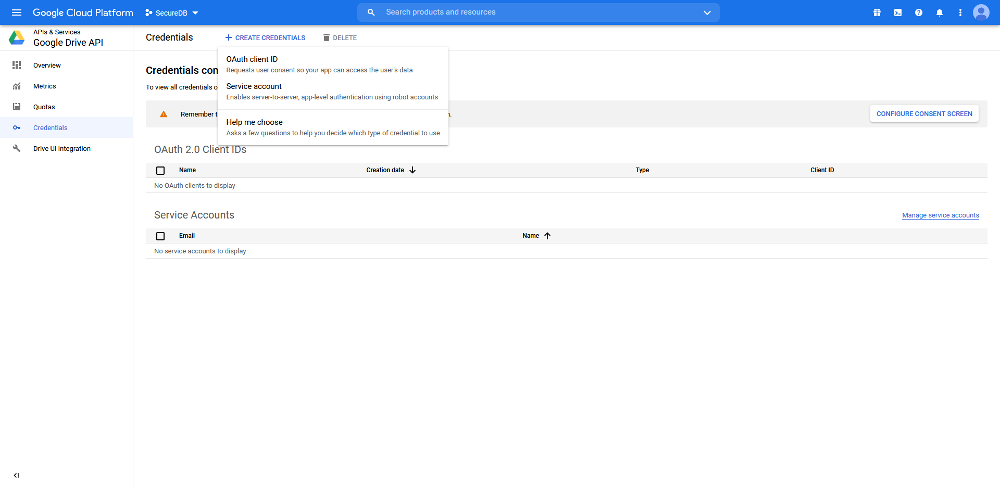 Google Cloud Platform
SecureDB
Search products and resources
APIs & Services
Google Drive API
Credentials
CREATE CREDENTIALS
DELETE
Overview
Metrics
Quotas
Credentials
Drive UI Integration
OAuth client ID
Requests user consent so your app can access the user's data
Service account
Enables server-to-server, app-level authentication using robot accounts
Help me choose
Asks a few questions to help you decide which type of credential to use
Credentials
To view all credentials
Remember
CONFIGURE CONSENT SCREEN
OAuth 2.0 Client IDs
Name
Creation date
Type
Client ID
No OAuth clients to display
Service Accounts
Manage service accounts
Email
Name
No service accounts to display